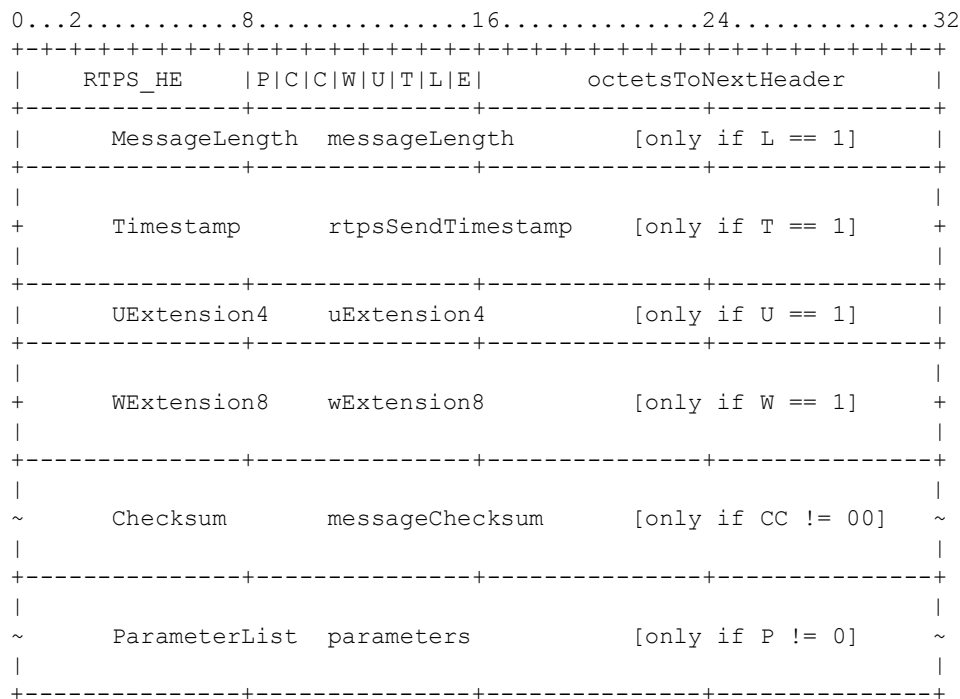 0...2...........8...............16..............24..............32
+-+-+-+-+-+-+-+-+-+-+-+-+-+-+-+-+-+-+-+-+-+-+-+-+-+-+-+-+-+-+-+-+
|    RTPS_HE    |P|C|C|W|U|T|L|E|       octetsToNextHeader      |
+---------------+---------------+---------------+---------------+
|      MessageLength  messageLength        [only if L == 1]     |
+---------------+---------------+---------------+---------------+
|                                                               |
+      Timestamp      rtpsSendTimestamp    [only if T == 1]     +
|                                                               |
+---------------+---------------+---------------+---------------+
|      UExtension4    uExtension4          [only if U == 1]     |
+---------------+---------------+---------------+---------------+
|                                                               |
+      WExtension8    wExtension8          [only if W == 1]     +
|                                                               |
+---------------+---------------+---------------+---------------+
|                                                               |
~      Checksum       messageChecksum      [only if CC != 00]   ~
|                                                               |
+---------------+---------------+---------------+---------------+
|                                                               |
~      ParameterList  parameters           [only if P != 0]     ~
|                                                               |
+---------------+---------------+---------------+---------------+